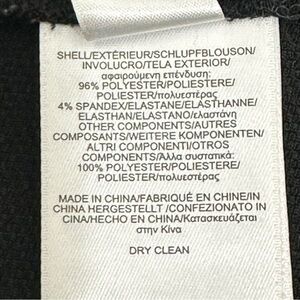 SHELL/EXTÉRIEUR/SCHLUPFBLOUSON/
INVOLUCRO/TELA EXTERIOR/
αφαιρούμενη επένδυση:
96% POLYESTER/POLIESTERE/
POLIESTER/πολυεστέρας
4% SPANDEX/ELASTANE/ELASTHANNE/
ELASTHAN/ELASTANO/ελαστάνη
OTHER COMPONENTS/AUTRES
COMPOSANTS/WEITERE KOMPONENTEN/
ALTRI COMPONENTI/OTROS
COMPONENTES/Άλλα συστατικά:
100% POLYESTER/POLIESTERE/
POLIESTER/πολυεστέρας
MADE IN CHINA/FABRIQUÉ EN CHINE/IN
CHINA HERGESTELLT /CONFEZIONATO IN
CINA/HECHO EN CHINA/Κατασκευάζεται
στην Κίνα
DRY CLEAN